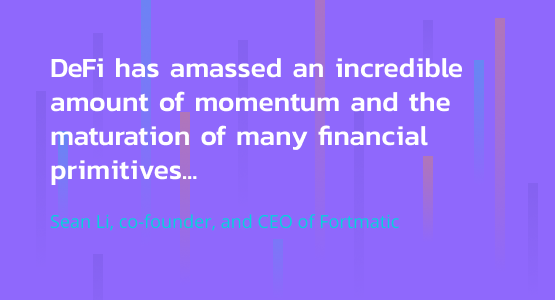 DeFi has amassed an incredible
amount of momentum and the
maturation of many financial
primitives...
Sean Li, co-founder, and CEO of Fortmatic